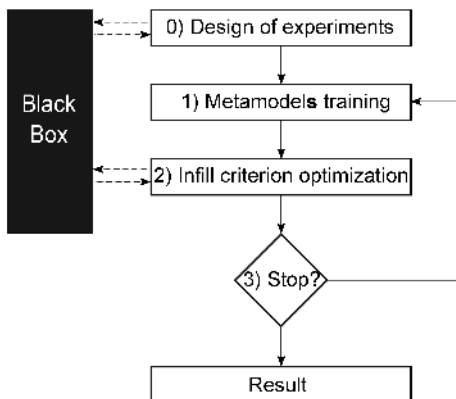 0) Design of experiments
Black
Box
1) Metamodels training
2) Infill criterion optimization
3) Stop?
Result